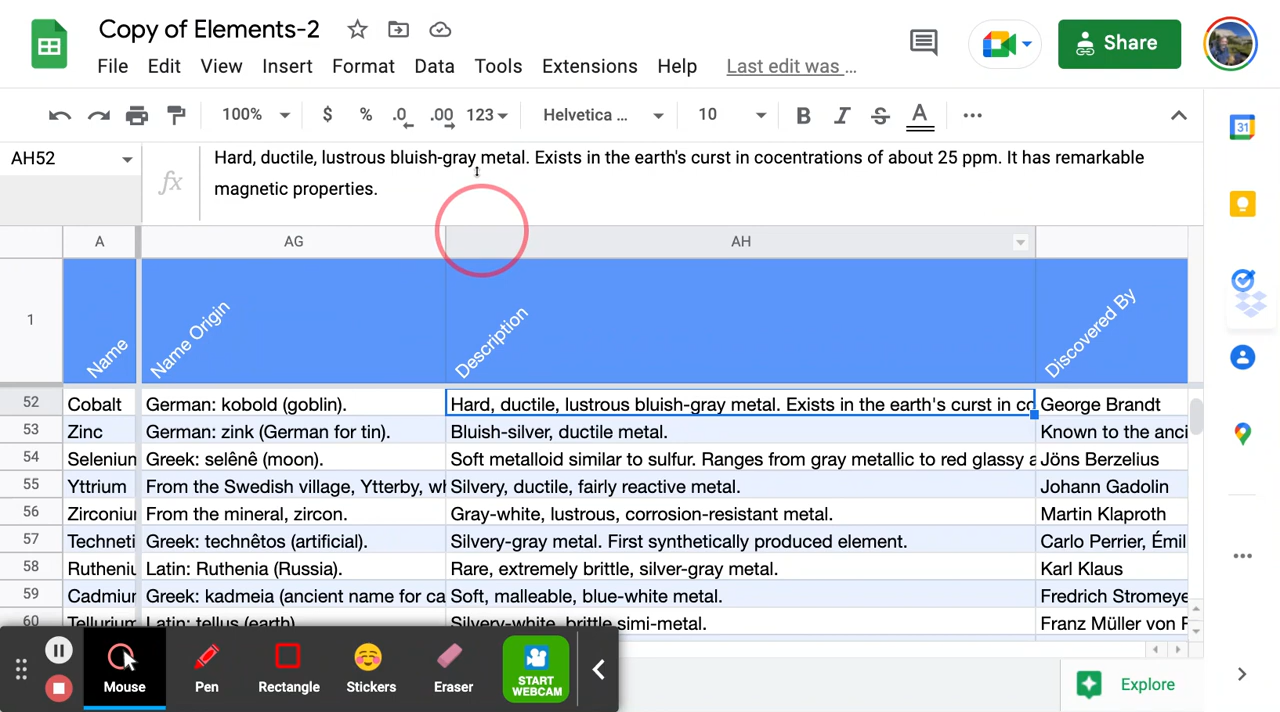 Copy of Elements-2
File Edit View Insert Format Data Tools Extensions Help Last edit was ...
Share
100% $ % .0 .00 123 Helvetica ... 10 B I S A
AH52
fx
Hard, ductile, lustrous bluish-gray metal. Exists in the earth's curst in cocentrations of about 25 ppm. It has remarkable
magnetic properties.
31
A AG AH
1 Name Name Origin Description Discovered By
52 Cobalt German: kobold (goblin). Hard, ductile, lustrous bluish-gray metal. Exists in the earth's curst in co George Brandt
53 Zinc German: zink (German for tin). Bluish-silver, ductile metal. Known to the anci
54 Selenium Greek: selênê (moon). Soft metalloid similar to sulfur. Ranges from gray metallic to red glassy a Jöns Berzelius
55 Yttrium From the Swedish village, Ytterby, wh Silvery, ductile, fairly reactive metal. Johann Gadolin
56 Zirconiu From the mineral, zircon. Gray-white, lustrous, corrosion-resistant metal. Martin Klaproth
57 Techneti Greek: technêtos (artificial). Silvery-gray metal. First synthetically produced element. Carlo Perrier, Émil
58 Rutheniu Latin: Ruthenia (Russia). Rare, extremely brittle, silver-gray metal. Karl Klaus
59 Cadmiur Greek: kadmeia (ancient name for ca Soft, malleable, blue-white metal. Fredrich Stromeye
60 Tellurium Latin: tellus (earth) Silvery-white, brittle simi-metal. Franz Müller von F
Mouse Pen Rectangle Stickers Eraser START
WEBCAM
Explore